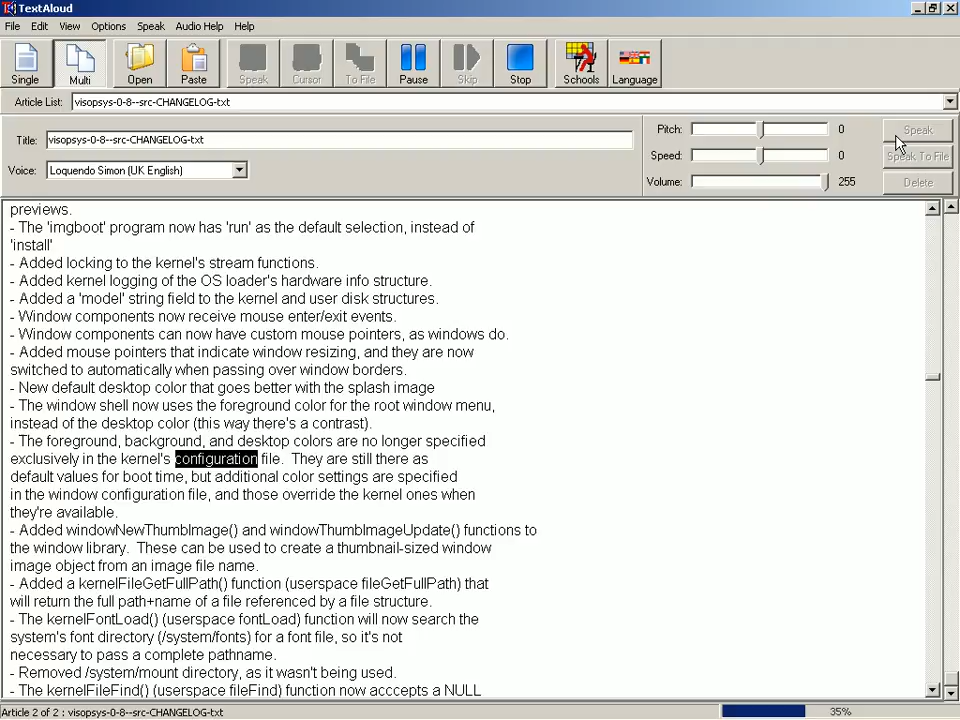 TextAloud
File Edit View Options Speak Audio Help Help
Single Multi Open Paste Speak Cursor To File Pause Skip Stop Schools Language
Article List: visopsys-0-8--src-CHANGELOG-txt
Title: visopsys-0-8--src-CHANGELOG-txt
Voice: Loquendo Simon (UK English)
Pitch: 0 Speak
Speed: 0 Speak To File
Volume: 255 Delete
previews.
- The 'imgboot' program now has 'run' as the default selection, instead of
'install'
- Added locking to the kernel's stream functions.
- Added kernel logging of the OS loader's hardware info structure.
- Added a 'model' string field to the kernel and user disk structures.
- Window components now receive mouse enter/exit events.
- Window components can now have custom mouse pointers, as windows do.
- Added mouse pointers that indicate window resizing, and they are now
switched to automatically when passing over window borders.
- New default desktop color that goes better with the splash image
- The window shell now uses the foreground color for the root window menu,
instead of the desktop color (this way there's a contrast).
- The foreground, background, and desktop colors are no longer specified
exclusively in the kernel's configuration file.  They are still there as
default values for boot time, but additional color settings are specified
in the window configuration file, and those override the kernel ones when
they're available.
- Added windowNewThumbImage() and windowThumbImageUpdate() functions to
the window library.  These can be used to create a thumbnail-sized window
image object from an image file name.
- Added a kernelFileGetFullPath() function (userspace fileGetFullPath) that
will return the full path+name of a file referenced by a file structure.
- The kernelFontLoad() (userspace fontLoad) function will now search the
system's font directory (/system/fonts) for a font file, so it's not
necessary to pass a complete pathname.
- Removed /system/mount directory, as it wasn't being used.
- The kernelFileFind() (userspace fileFind) function now acccepts a NULL
Article 2 of 2 : visopsys-0-8--src-CHANGELOG-txt 35%